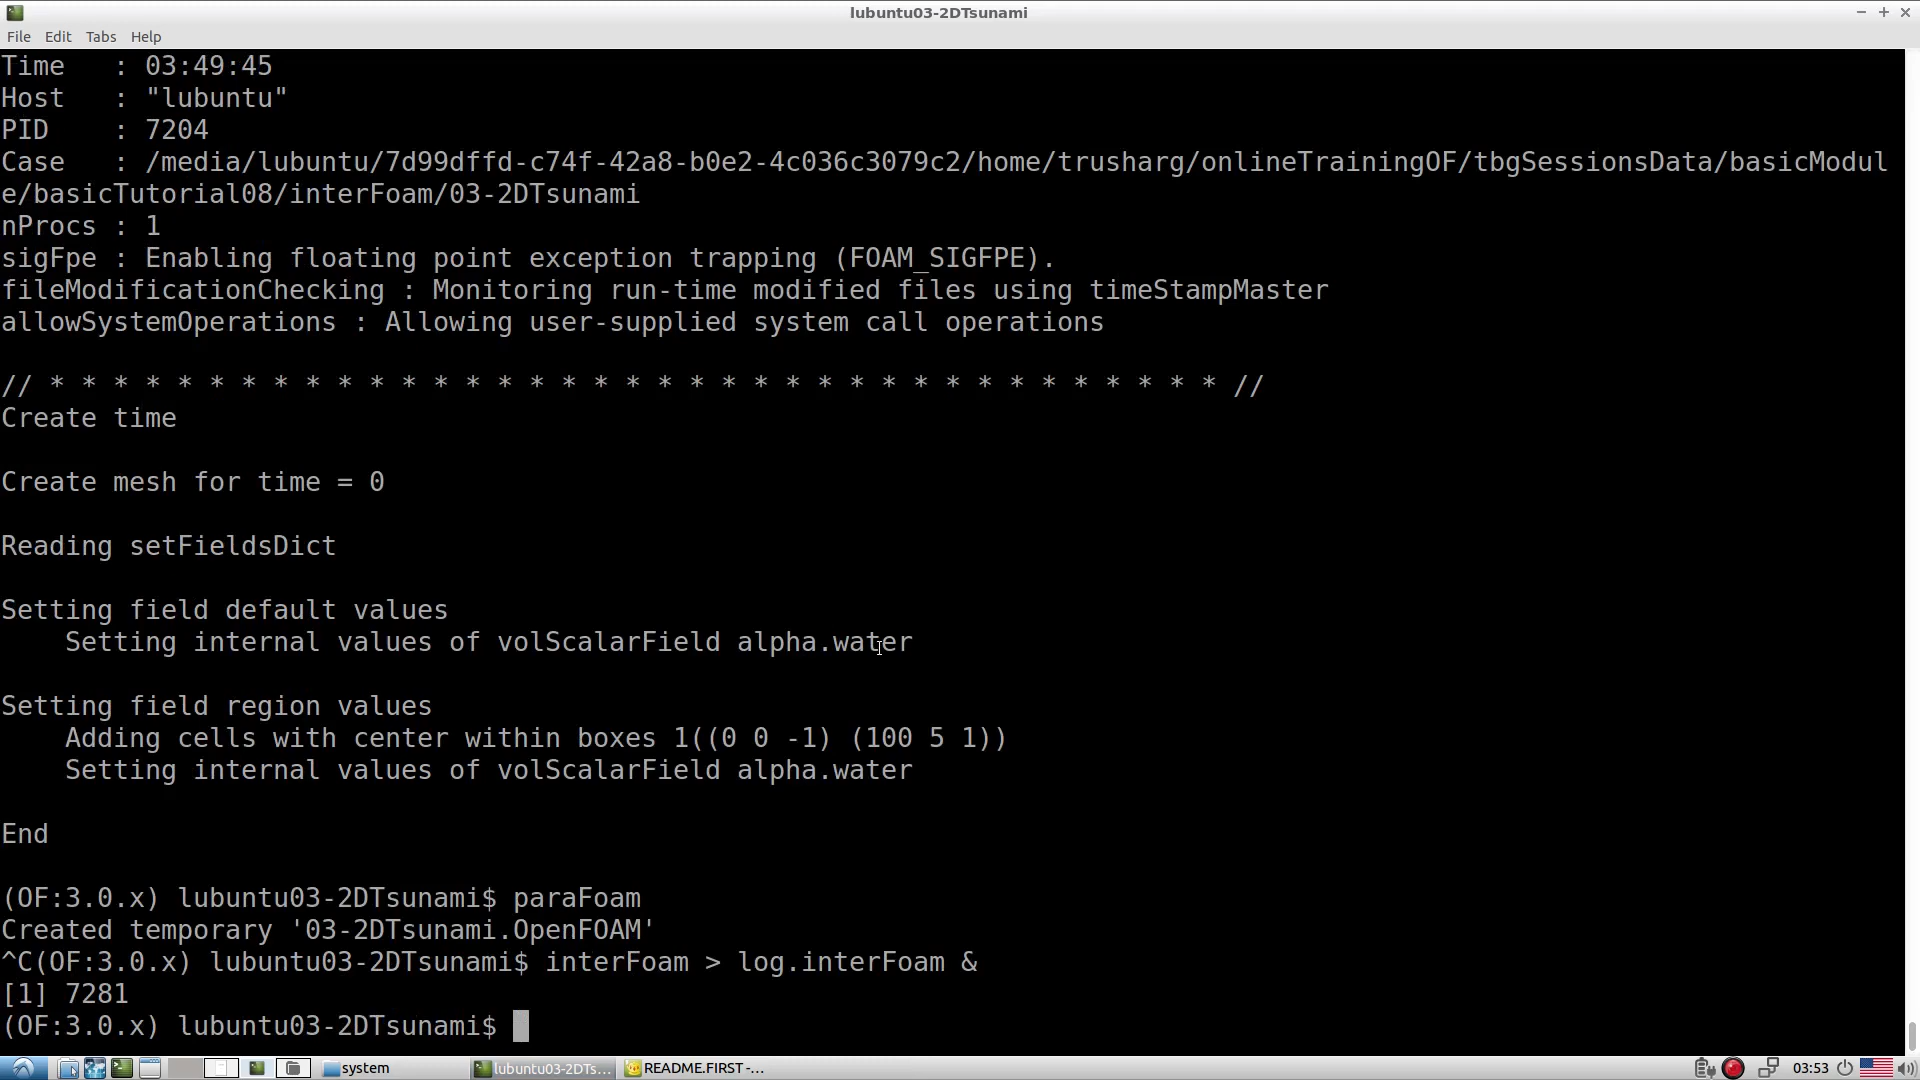 lubuntu03-2DTsunami
File Edit Tabs Help
Time   : 03:49:45
Host   : "lubuntu"
PID    : 7204
Case   : /media/lubuntu/7d99dffd-c74f-42a8-b0e2-4c036c3079c2/home/trusharg/onlineTrainingOF/tbgSessionsData/basicModul
e/basicTutorial08/interFoam/03-2DTsunami
nProcs : 1
sigFpe : Enabling floating point exception trapping (FOAM_SIGFPE).
fileModificationChecking : Monitoring run-time modified files using timeStampMaster
allowSystemOperations : Allowing user-supplied system call operations
// * * * * * * * * * * * * * * * * * * * * * * * * * * * * * * * * * * * * * //
Create time
Create mesh for time = 0
Reading setFieldsDict
Setting field default values
    Setting internal values of volScalarField alpha.water
Setting field region values
    Adding cells with center within boxes 1((0 0 -1) (100 5 1))
    Setting internal values of volScalarField alpha.water
End
(OF:3.0.x) lubuntu03-2DTsunami$ paraFoam
Created temporary '03-2DTsunami.OpenFOAM'
^C(OF:3.0.x) lubuntu03-2DTsunami$ interFoam > log.interFoam &
[1] 7281
(OF:3.0.x) lubuntu03-2DTsunami$
system lubuntu03-2DTs... README.FIRST -... 03:53